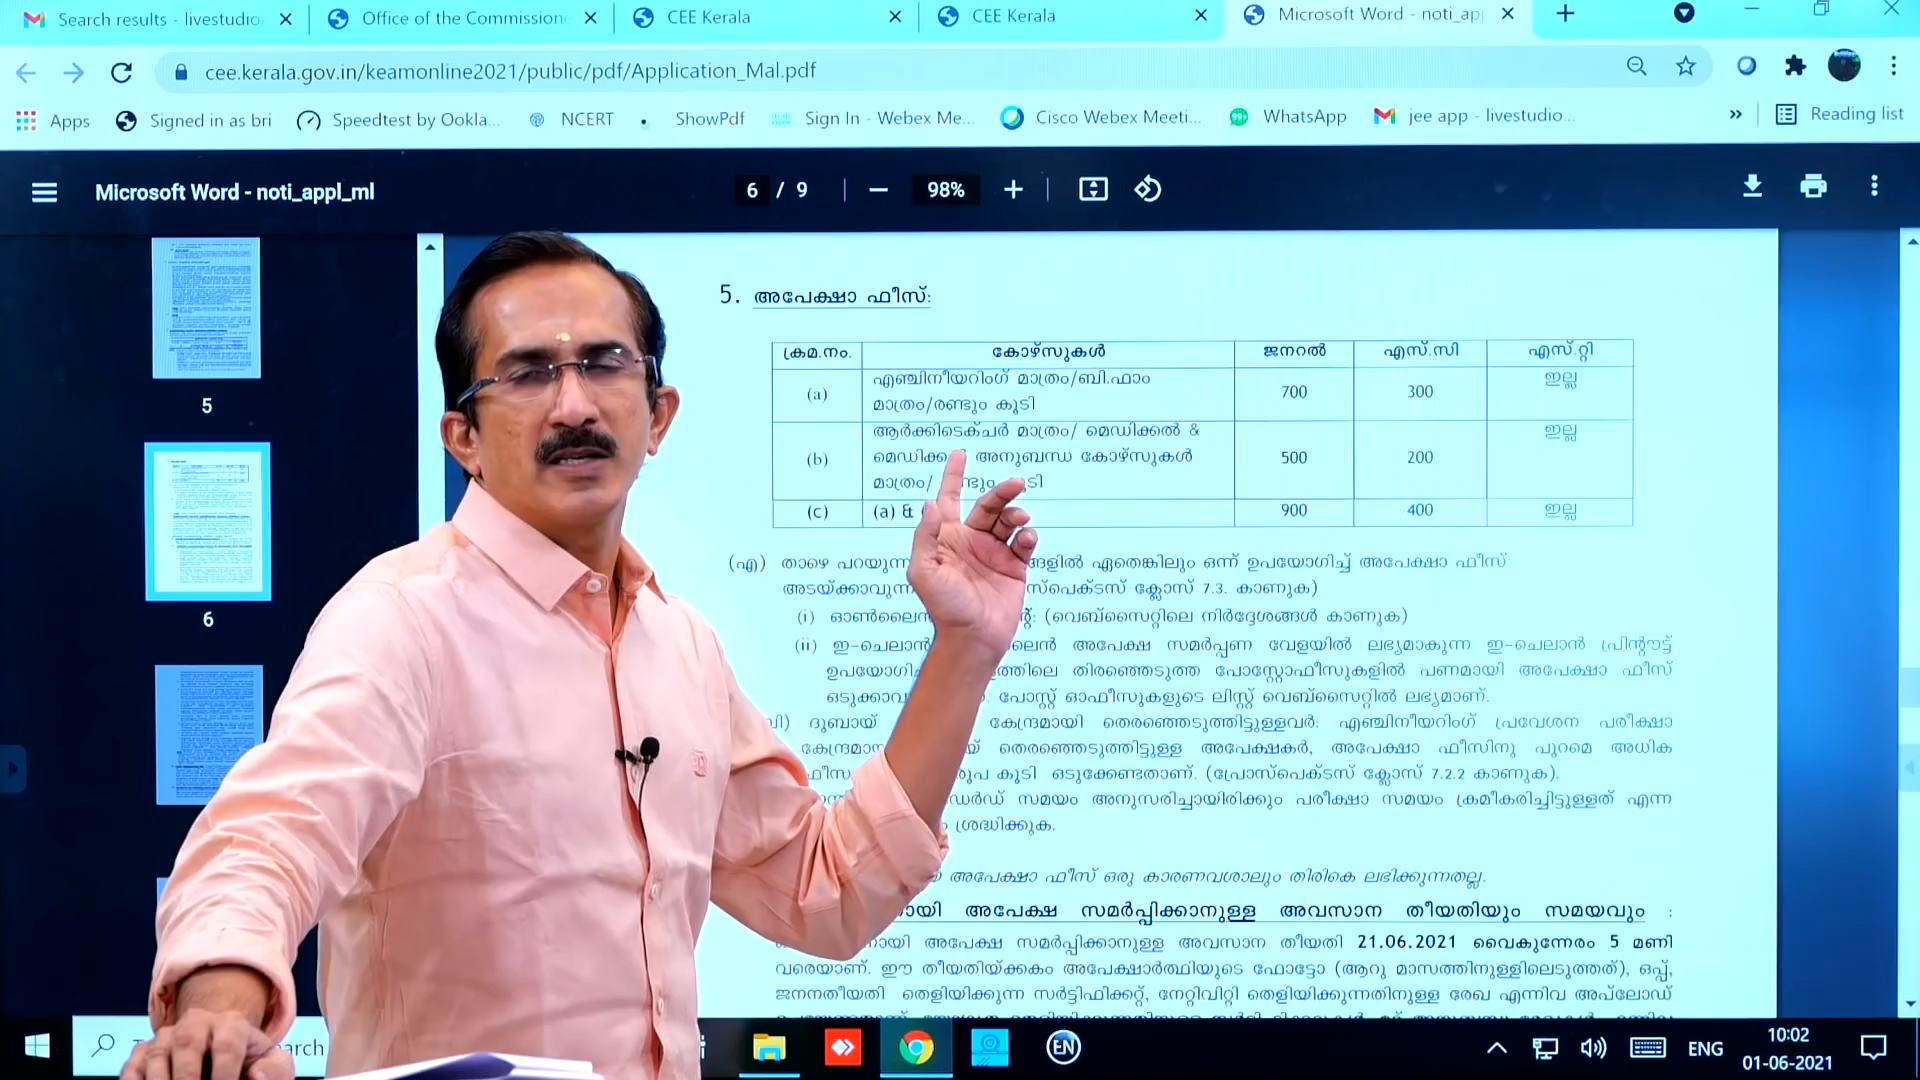 Search results - livestudio
Office of the Commission
CEE Kerala
CEE Kerala
Microsoft Word - noti_ap
cee.kerala.gov.in/keamonline2021/public/pdf/Application_Mal.pdf
Apps
Signed in as bri
Speedtest by Ookla...
NCERT
ShowPdf
Sign In - Webex Me...
Cisco Webex Meeti...
WhatsApp
jee app - livestudio...
Reading list
Microsoft Word - noti_appl_ml
6 / 9
98%
5
6
5. അപേക്ഷാ ഫീസ്:
ക്രമ.നം. കോഴ്സുകൾ ജനറൽ എസ്.സി എസ്.റ്റി
(a) എഞ്ചിനീയറിംഗ് മാത്രം/ബി.ഫാം മാത്രം/രണ്ടും കൂടി 700 300 ഇല്ല
(b) ആർക്കിടെക്ചർ മാത്രം/ മെഡിക്കൽ &
അനുബന്ധ കോഴ്സുകൾ
മാത്രം/ 500 200 ഇല്ല
(c) (a) & 900 400 ഇല്ല
(എ) താഴെ പറയുന്ന ഏതെങ്കിലും ഒന്ന് ഉപയോഗിച്ച് അപേക്ഷാ ഫീസ്
ക്ലോസ് 7.3. കാണുക)
(i) (വെബ്സൈറ്റിലെ നിർദ്ദേശങ്ങൾ കാണുക)
(ii) ഇ-ചെലാൻ അപേക്ഷ സമർപ്പണ വേളയിൽ ലഭ്യമാകുന്ന ഇ-ചെലാൻ പ്രിന്റൗട്ട്
തിരഞ്ഞെടുത്ത പോസ്റ്റോഫീസുകളിൽ പണമായി അപേക്ഷാ ഫീസ്
പോസ്റ്റ് ഓഫീസുകളുടെ ലിസ്റ്റ് വെബ്സൈറ്റിൽ ലഭ്യമാണ്.
ദുബായ് കേന്ദ്രമായി തെരഞ്ഞെടുത്തിട്ടുള്ളവർ: എഞ്ചിനീയറിംഗ് പ്രവേശന പരീക്ഷാ
തെരഞ്ഞെടുത്തിട്ടുള്ള അപേക്ഷകർ, അപേക്ഷാ ഫീസിനു പുറമെ അധിക
കൂടി ഒടുക്കേണ്ടതാണ്. (പ്രോസ്പെക്ടസ് ക്ലോസ് 7.2.2 കാണുക).
സമയം അനുസരിച്ചായിരിക്കും പരീക്ഷാ സമയം ക്രമീകരിച്ചിട്ടുള്ളത് എന്ന
ശ്രദ്ധിക്കുക.
അപേക്ഷാ ഫീസ് ഒരു കാരണവശാലും തിരികെ ലഭിക്കുന്നതല്ല.
അപേക്ഷ സമർപ്പിക്കാനുള്ള അവസാന തീയതിയും സമയവും :
അപേക്ഷ സമർപ്പിക്കാനുള്ള അവസാന തീയതി 21.06.2021 വൈകുന്നേരം 5 മണി
വരെയാണ്. ഈ തീയതിയ്ക്കകം അപേക്ഷാർത്ഥിയുടെ ഫോട്ടോ (ആറു മാസത്തിനുള്ളിലെടുത്തത്), ഒപ്പ്,
ജനനതീയതി തെളിയിക്കുന്ന സർട്ടിഫിക്കറ്റ്, നേറ്റിവിറ്റി തെളിയിക്കുന്നതിനുള്ള രേഖ എന്നിവ അപ്‌ലോഡ്
EN
ENG
10:02
01-06-2021